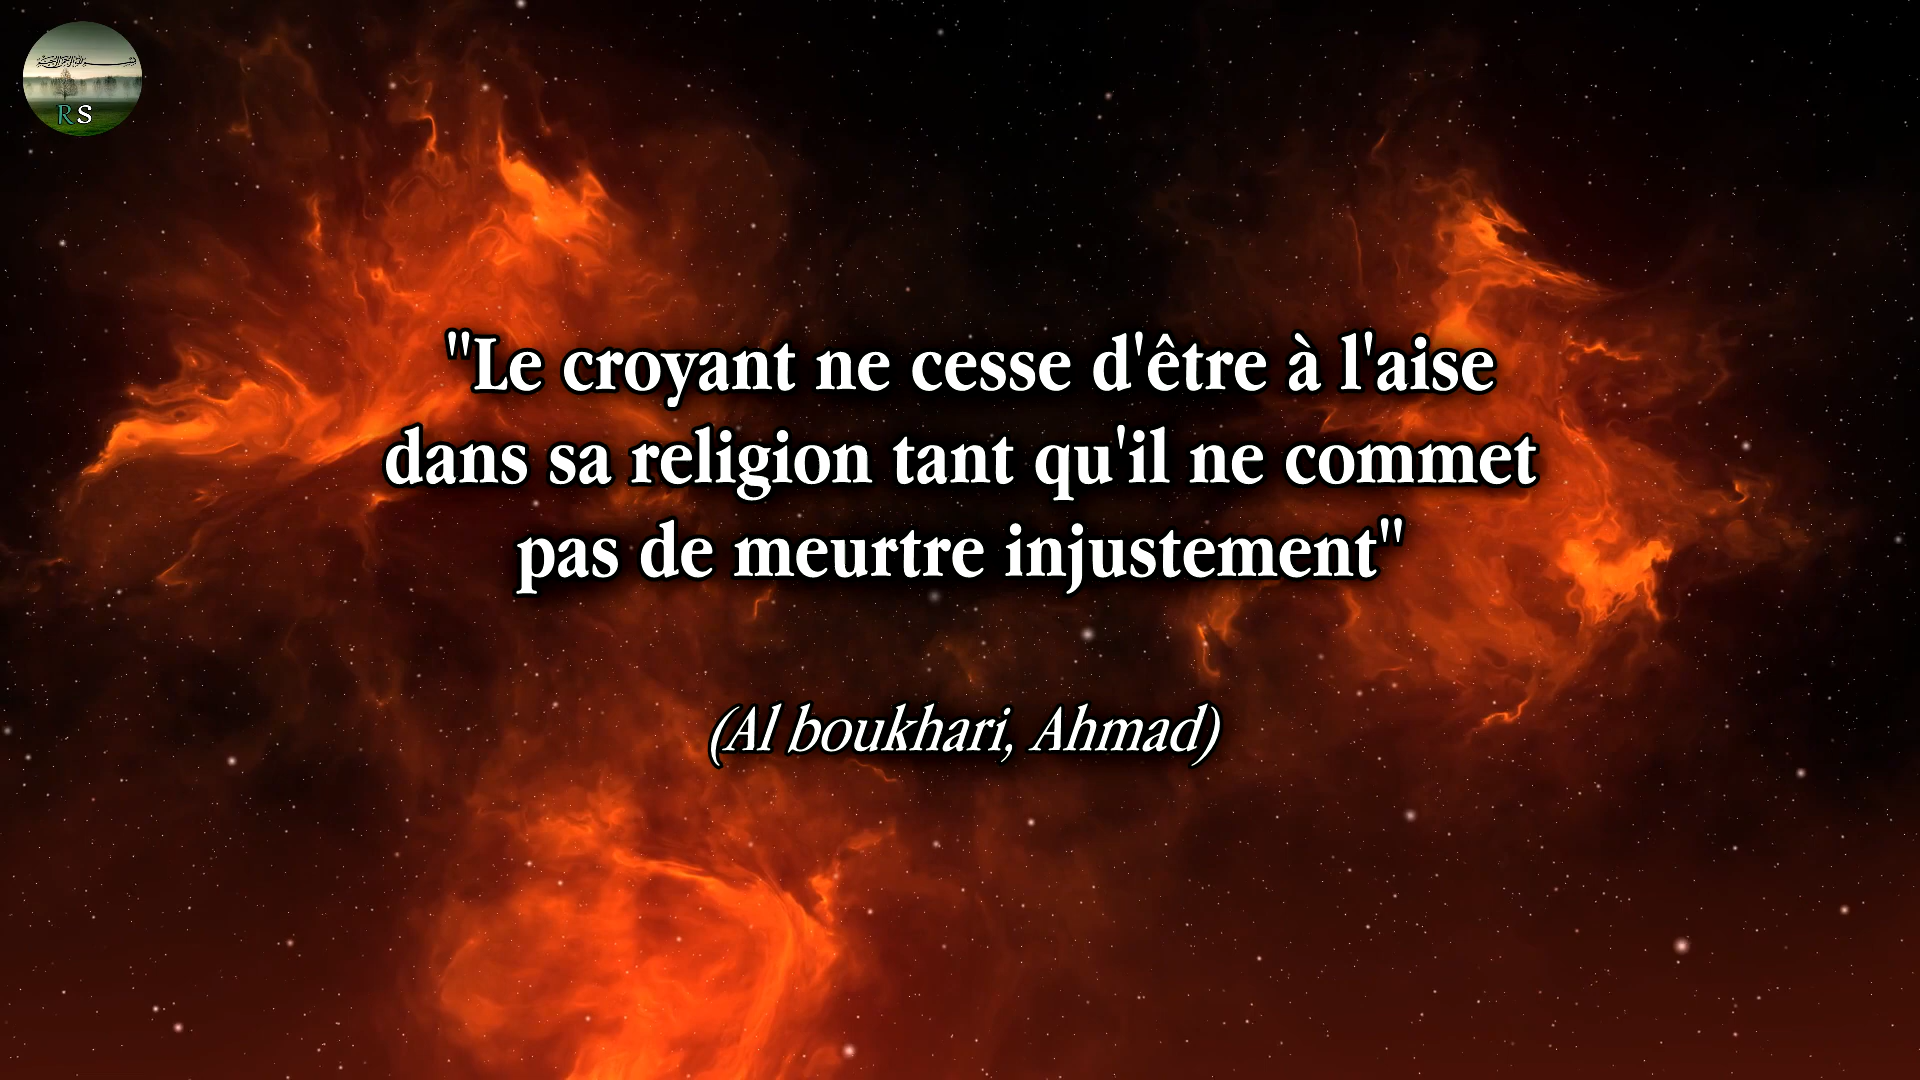 RS
"Le croyant ne cesse d'être à l'aise
dans sa religion tant qu'il ne commet
pas de meurtre injustement"
(Al boukhari, Ahmad)